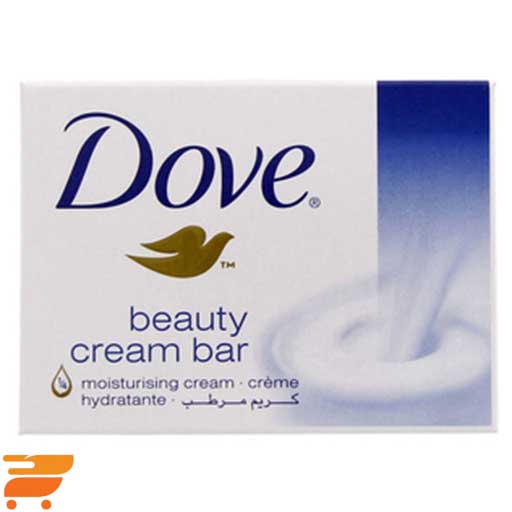 Dove®
™
beauty
cream bar
¼ moisturising cream · crème
hydratante · كريم مرطب